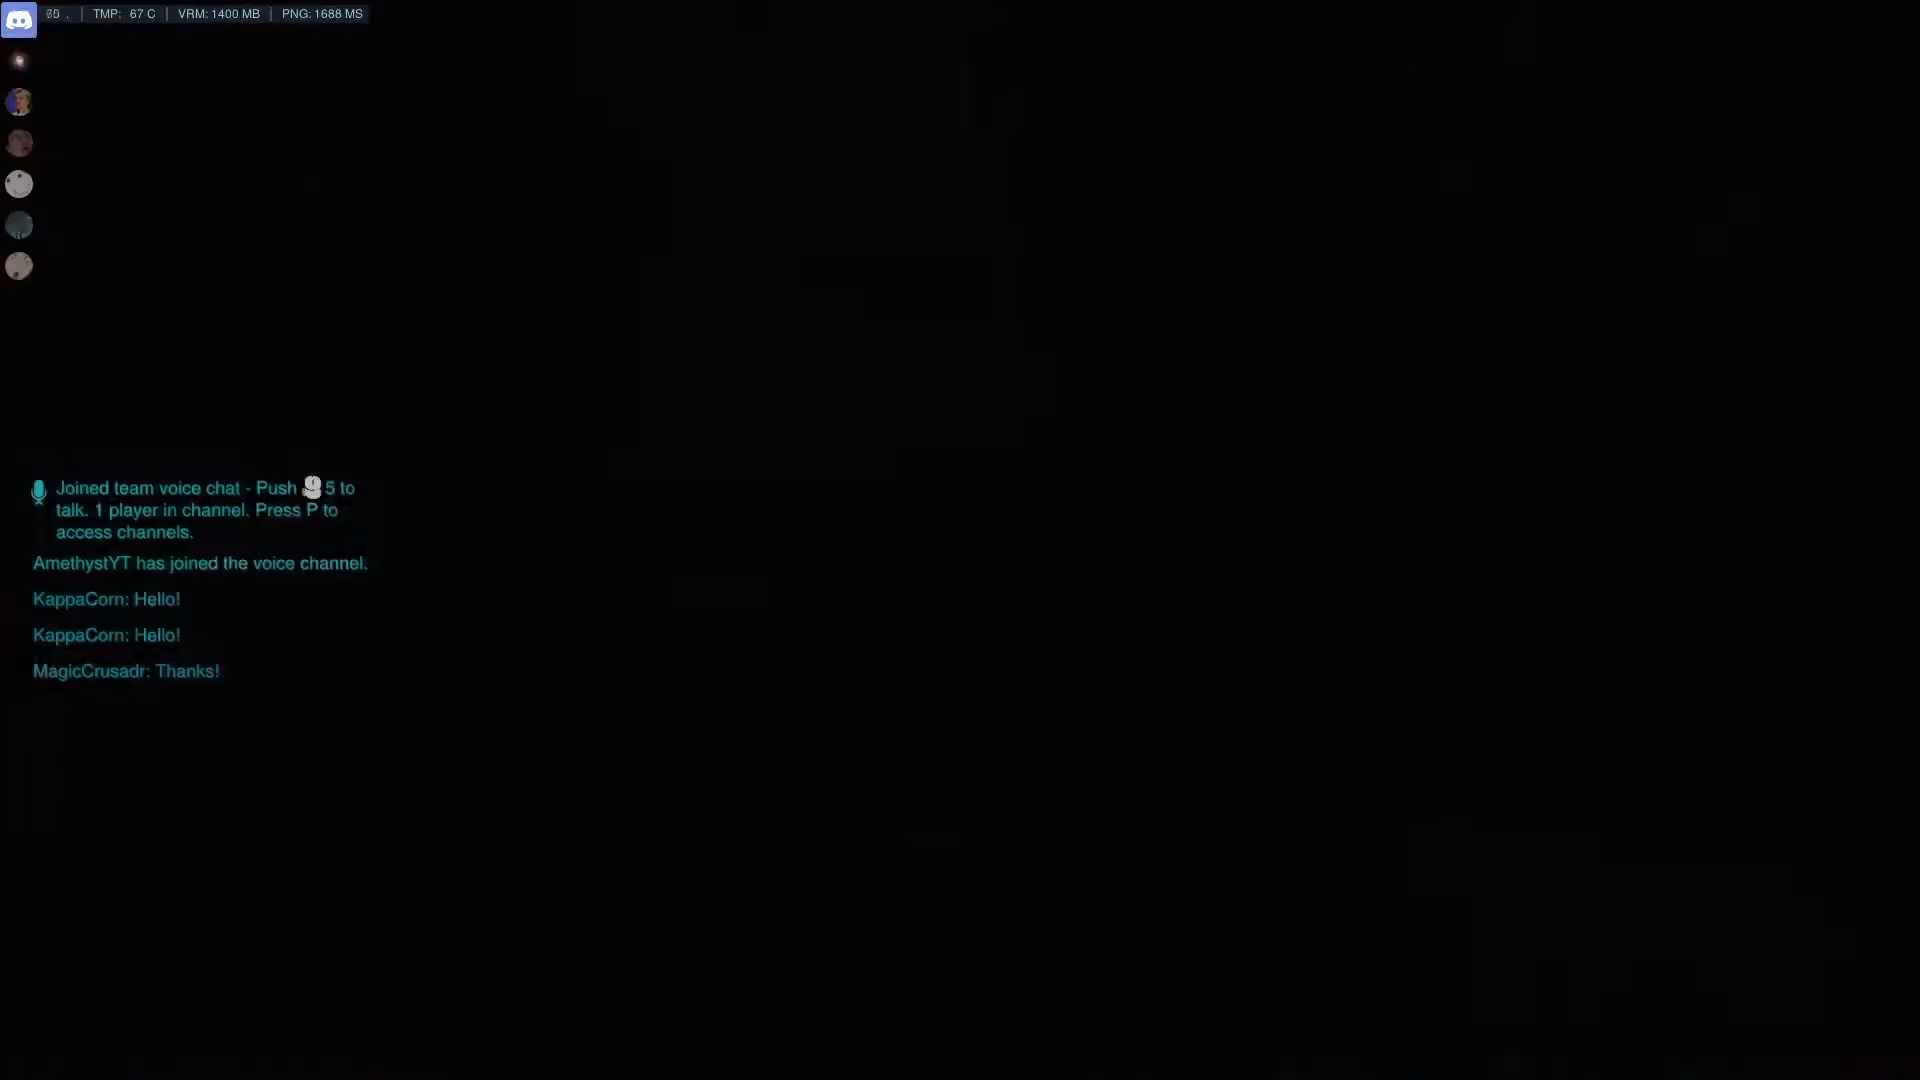 TMP: 67 C | VRM: 1400 MB | PNG: 1688 MS
Joined team voice chat - Push 5 to
talk. 1 player in channel. Press P to
access channels.
AmethystYT has joined the voice channel.
KappaCorn: Hello!
KappaCorn: Hello!
MagicCrusadr: Thanks!